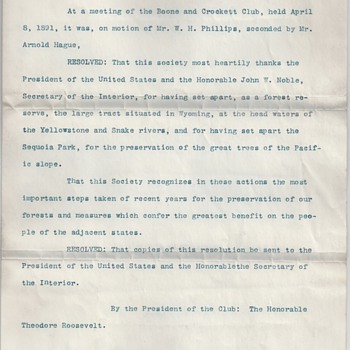 At a meeting of the Boone and Crockett Club, held April
8, 1891, it was, on motion of Mr. W. H. Phillips, seconded by Mr.
Arnold Hague,
RESOLVED: That this society most heartily thanks the
President of the United States and the Honorable John W. Noble,
Secretary of the Interior, for having set apart, as a forest re-
serve, the large tract situated in Wyoming, at the head waters of
the Yellowstone and Snake rivers, and for having set apart the
Sequoia Park, for the preservation of the great trees of the Pacif-
ic slope.
That this Society recognizes in these actions the most
important steps taken of recent years for the preservation of our
forests and measures which confer the greatest benefit on the peo-
ple of the adjacent states.
RESOLVED: That copies of this resolution be sent to the
President of the United States and the Honorablethe Secretary of
the Interior.
By the President of the Club: The Honorable
Theodore Roosevelt.